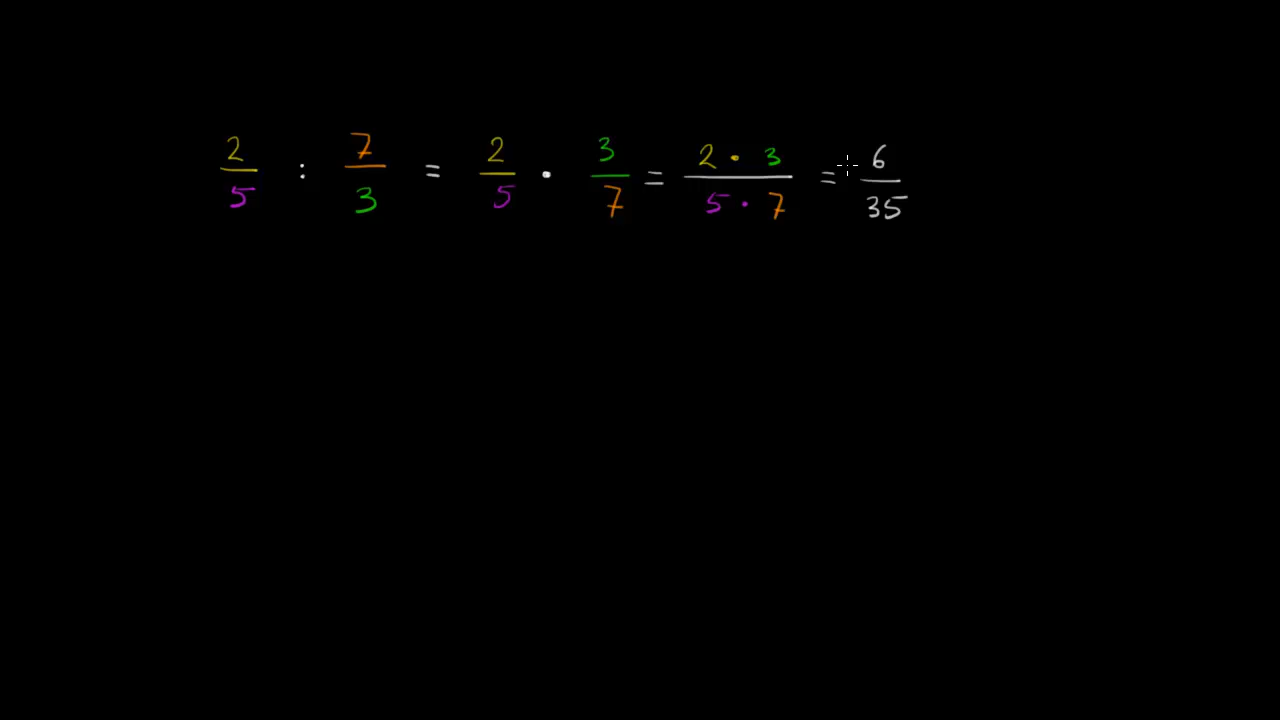 2/5 : 7/3 = 2/5 · 3/7 = 2 · 3/5 · 7 = 6/35